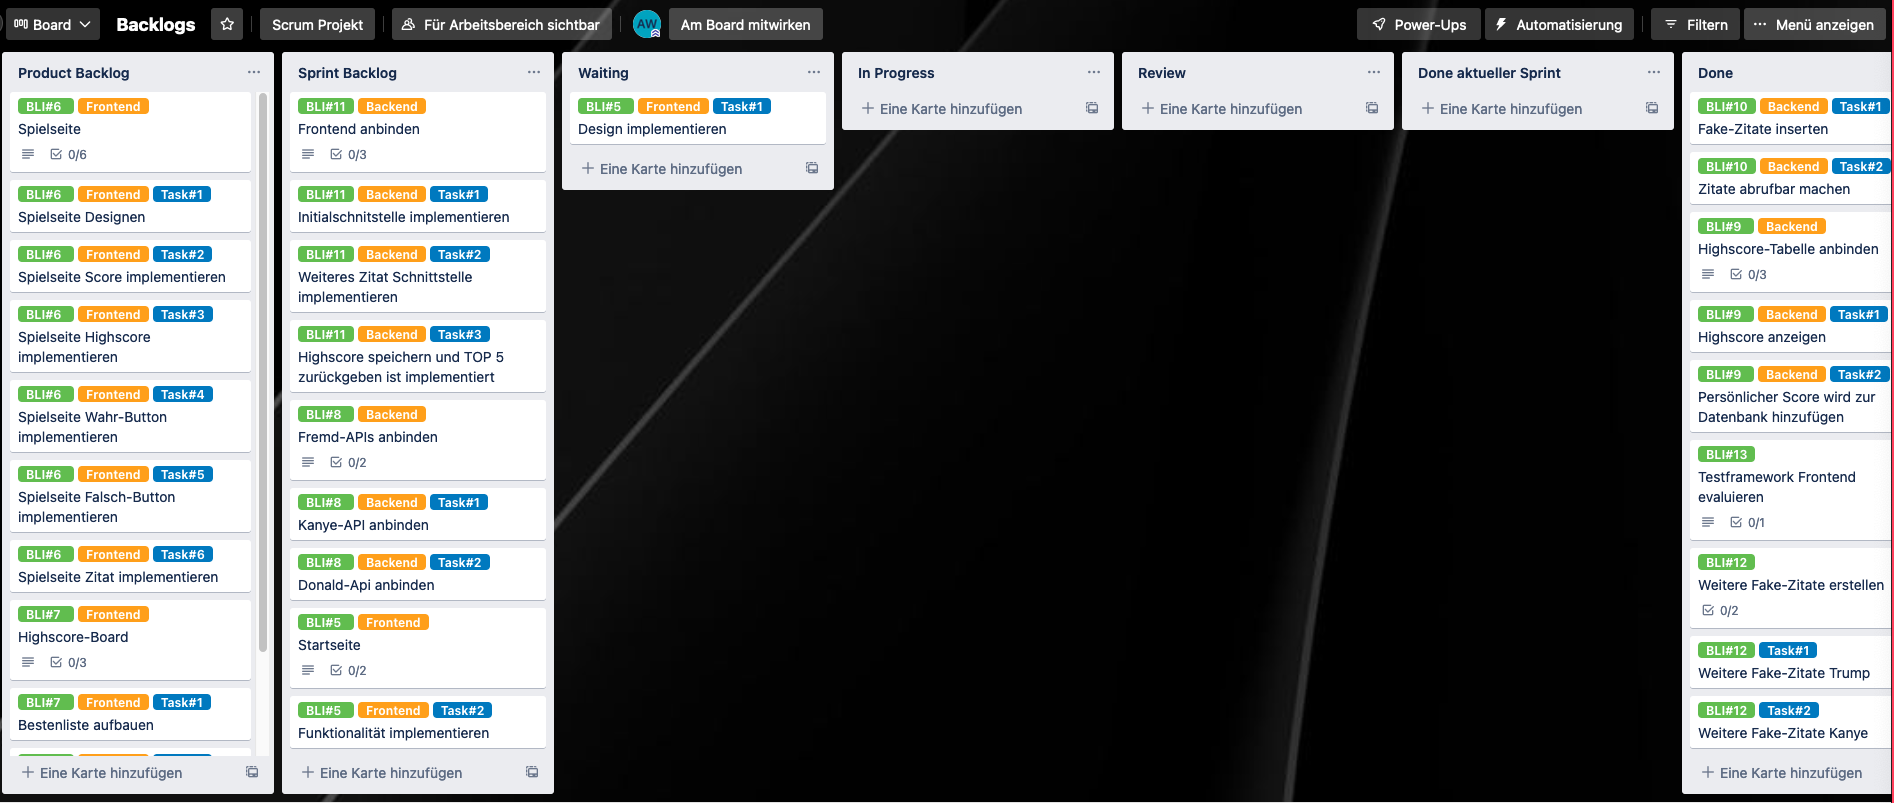 Board
Backlogs
Scrum Projekt
Für Arbeitsbereich sichtbar
AW
Am Board mitwirken
Power-Ups
Automatisierung
Filtern
Menü anzeigen
Product Backlog
BLI#6 Frontend
Spielseite
0/6
BLI#6 Frontend Task#1
Spielseite Designen
BLI#6 Frontend Task#2
Spielseite Score implementieren
BLI#6 Frontend Task#3
Spielseite Highscore
implementieren
BLI#6 Frontend Task#4
Spielseite Wahr-Button
implementieren
BLI#6 Frontend Task#5
Spielseite Falsch-Button
implementieren
BLI#6 Frontend Task#6
Spielseite Zitat implementieren
BLI#7 Frontend
Highscore-Board
0/3
BLI#7 Frontend Task#1
Bestenliste aufbauen
Eine Karte hinzufügen
Sprint Backlog
BLI#11 Backend
Frontend anbinden
0/3
BLI#11 Backend Task#1
Initialschnitstelle implementieren
BLI#11 Backend Task#2
Weiteres Zitat Schnittstelle
implementieren
BLI#11 Backend Task#3
Highscore speichern und TOP 5
zurückgeben ist implementiert
BLI#8 Backend
Fremd-APIs anbinden
0/2
BLI#8 Backend Task#1
Kanye-API anbinden
BLI#8 Backend Task#2
Donald-Api anbinden
BLI#5 Frontend
Startseite
0/2
BLI#5 Frontend Task#2
Funktionalität implementieren
Eine Karte hinzufügen
Waiting
BLI#5 Frontend Task#1
Design implementieren
Eine Karte hinzufügen
In Progress
Eine Karte hinzufügen
Review
Eine Karte hinzufügen
Done aktueller Sprint
Eine Karte hinzufügen
Done
BLI#10 Backend Task#1
Fake-Zitate inserten
BLI#10 Backend Task#2
Zitate abrufbar machen
BLI#9 Backend
Highscore-Tabelle anbinden
0/3
BLI#9 Backend Task#1
Highscore anzeigen
BLI#9 Backend Task#2
Persönlicher Score wird zur
Datenbank hinzufügen
BLI#13
Testframework Frontend
evaluieren
0/1
BLI#12
Weitere Fake-Zitate erstellen
0/2
BLI#12 Task#1
Weitere Fake-Zitate Trump
BLI#12 Task#2
Weitere Fake-Zitate Kanye
Eine Karte hinzufügen